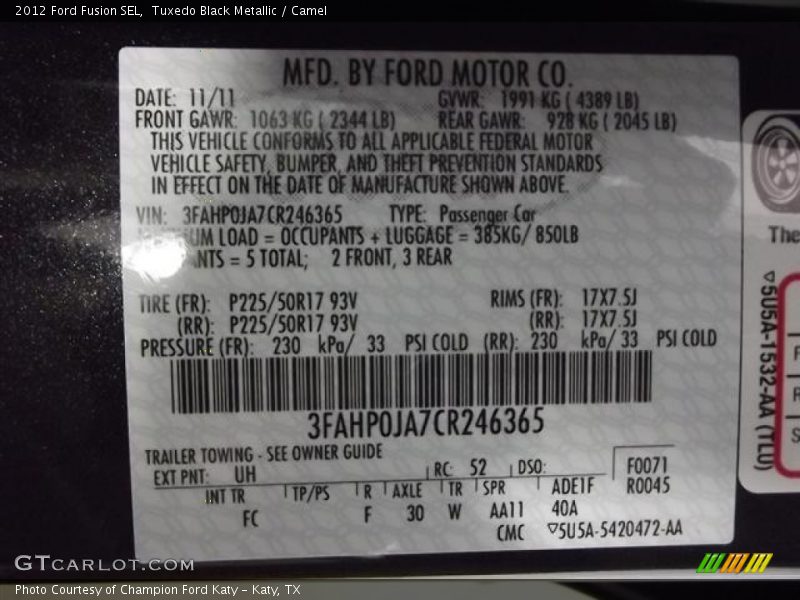 2012 Ford Fusion SEL,  Tuxedo Black Metallic / Camel
MFD. BY FORD MOTOR CO.
DATE: 11/11 GVWR: 1991 KG ( 4389 LB)
FRONT GAWR: 1063 KG ( 2344 LB) REAR GAWR: 928 KG ( 2045 LB)
THIS VEHICLE CONFORMS TO ALL APPLICABLE FEDERAL MOTOR
VEHICLE SAFETY, BUMPER, AND THEFT PREVENTION STANDARDS
IN EFFECT ON THE DATE OF MANUFACTURE SHOWN ABOVE.
VIN: 3FAHP0JA7CR246365 TYPE: Passenger Car
UM LOAD = OCCUPANTS + LUGGAGE = 385KG/ 850LB
NTS = 5 TOTAL; 2 FRONT, 3 REAR
TIRE (FR): P225/50R17 93V RIMS (FR): 17X7.5J
(RR): P225/50R17 93V (RR): 17X7.5J
PRESSURE (FR): 230 kPa/ 33 PSI COLD (RR): 230 kPa/ 33 PSI COLD
3FAHP0JA7CR246365
TRAILER TOWING - SEE OWNER GUIDE
EXT PNT: UH RC: 52 DSO: F0071
R0045
INT TR TP/PS R AXLE TR SPR ADE1F
FC F 30 W AA11 40A
CMC ▽5U5A-5420472-AA
The
▽5U5A-1532-AA (TLU)
F
R
S
GTCARLOT.COM
Photo Courtesy of Champion Ford Katy – Katy, TX